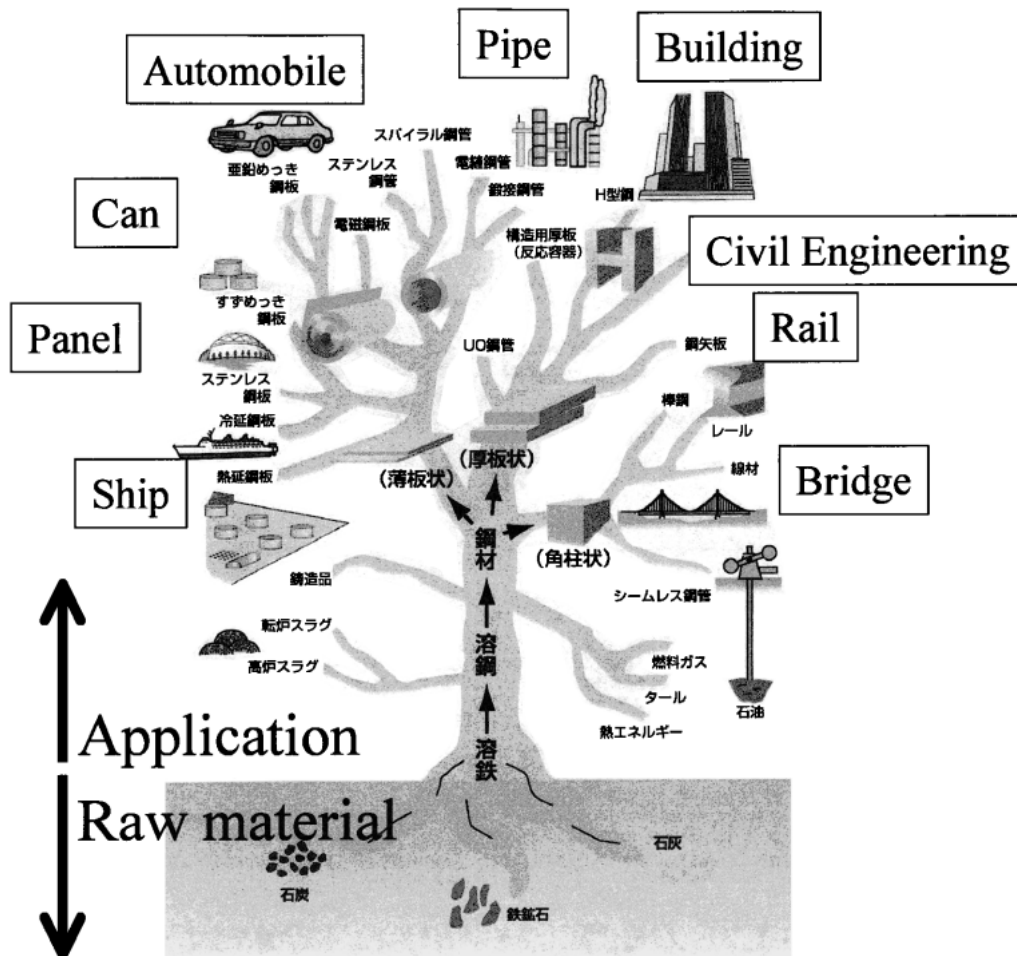 Pipe
Building
Automobile
スパイラル鋼管
亜鉛めっき
鋼板
ステンレス
鋼管
電縫鋼管
鍛接鋼管
H型鋼
Can
電磁鋼板
構造用厚板
(反応容器)
Civil Engineering
すずめっき
鋼板
Panel
UO鋼管
鋼矢板
Rail
ステンレス
鋼板
棒鋼
レール
冷延鋼板
熱延鋼板
(薄板状)
(厚板状)
線材
Ship
Bridge
鋼材
(角柱状)
鋳造品
シームレス鋼管
転炉スラグ
溶鋼
高炉スラグ
燃料ガス
タール
石油
熱エネルギー
Application
溶鉄
Raw material
石灰
石炭
鉄鉱石